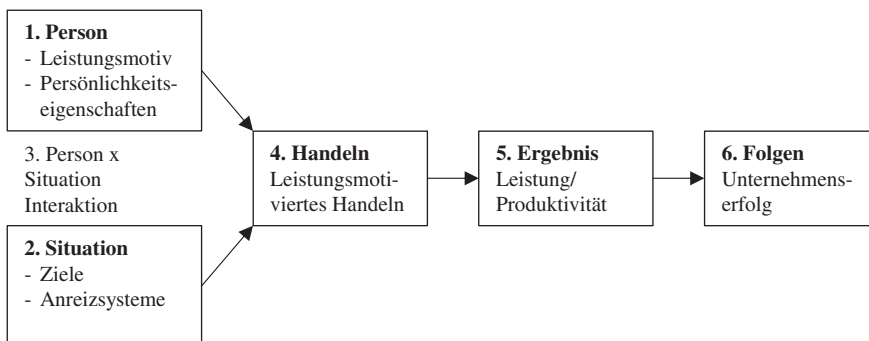 1. Person
- Leistungsmotiv
- Persönlichkeits-
eigenschaften
3. Person x
Situation
Interaktion
2. Situation
- Ziele
- Anreizsysteme
4. Handeln
Leistungsmoti-
viertes Handeln
5. Ergebnis
Leistung/
Produktivität
6. Folgen
Unternehmens-
erfolg